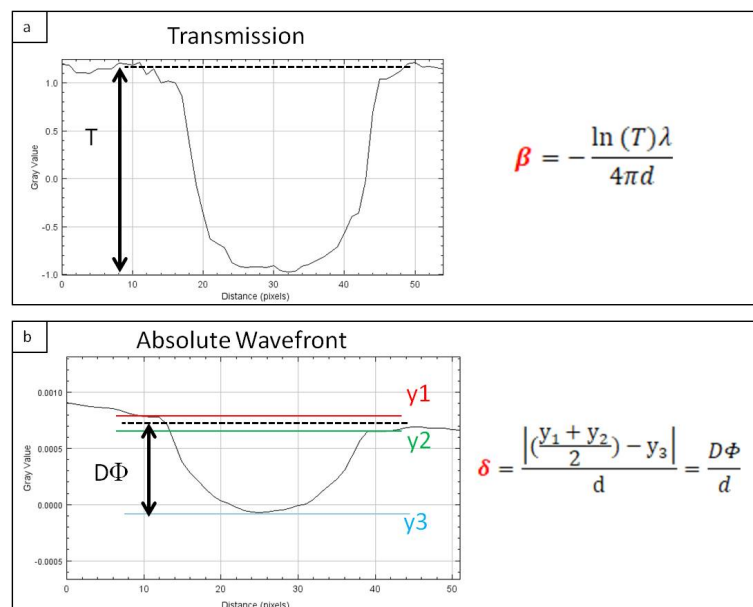 a
Transmission
1.0
0.5
0.0
-0.5
-1.0
Gray Value
T
0
10
20
30
40
50
Distance (pixels)
β = − ln (T)λ / 4πd
b
Absolute Wavefront
0.0010
0.0005
0.0000
-0.0005
Gray Value
y1
y2
y3
DΦ
0
10
20
30
40
50
Distance (pixels)
δ = |(y₁ + y₂ / 2) − y₃| / d = DΦ / d